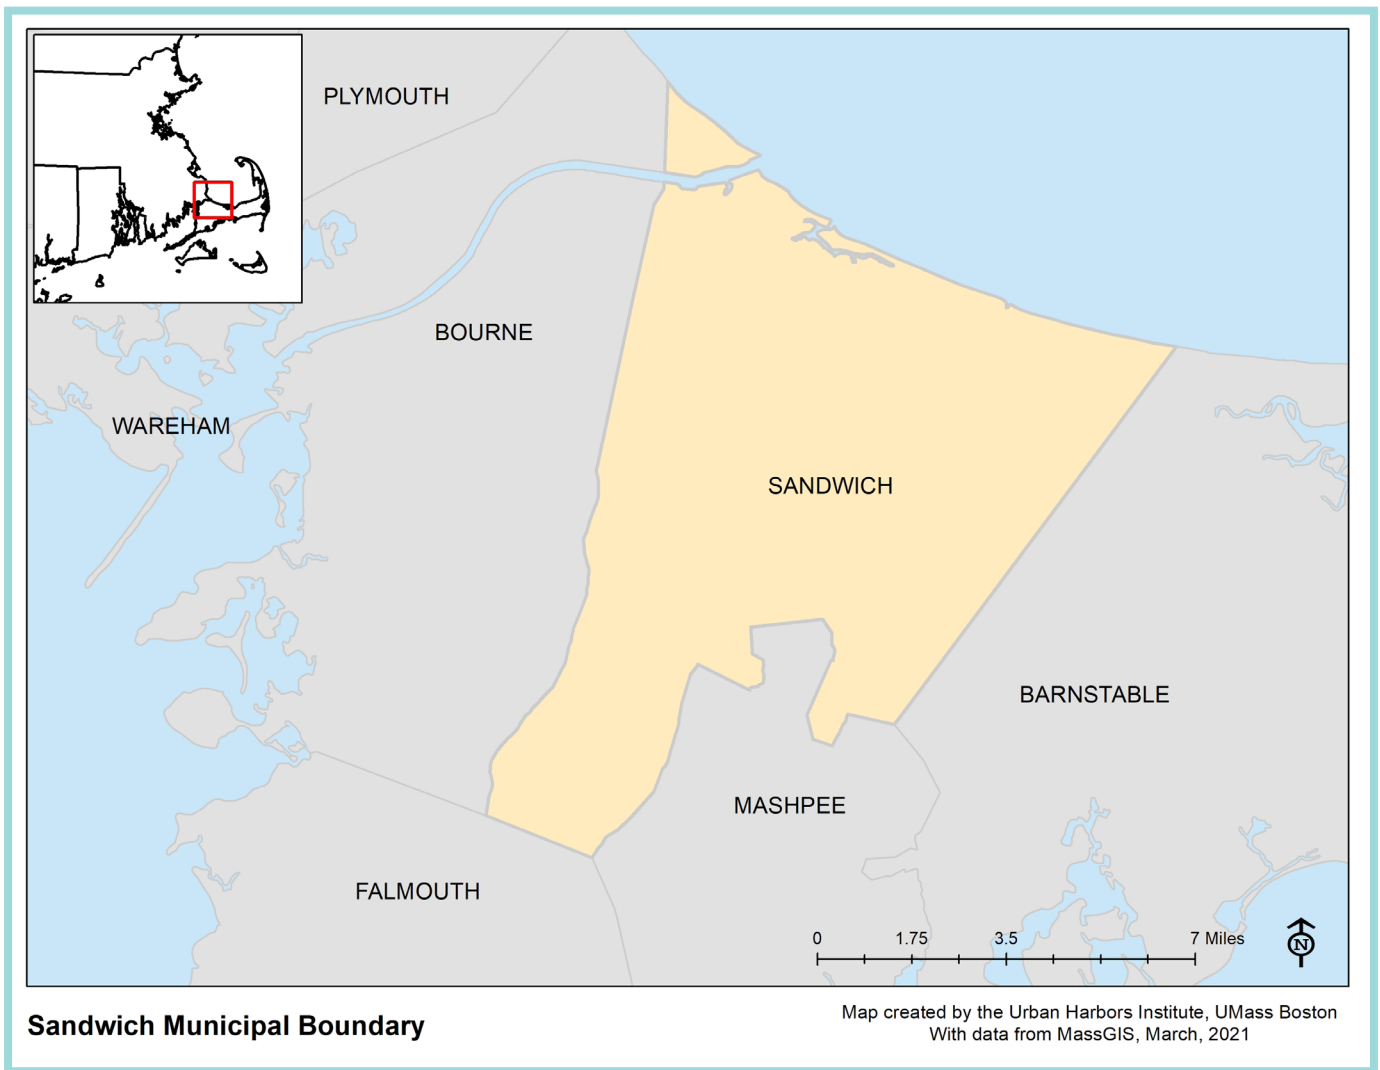 PLYMOUTH
BOURNE
WAREHAM
SANDWICH
BARNSTABLE
MASHPEE
FALMOUTH
0 1.75 3.5 7 Miles
N
Sandwich Municipal Boundary
Map created by the Urban Harbors Institute, UMass Boston
With data from MassGIS, March, 2021